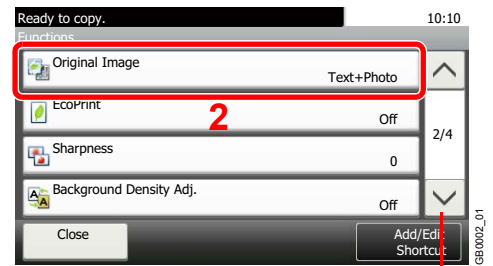 Ready to copy.
10:10
Functions
Original Image
Text+Photo
EcoPrint
Off
2
Sharpness
0
2/4
Background Density Adj.
Off
Close
Add/Edit
Shortcut
GB0002_01